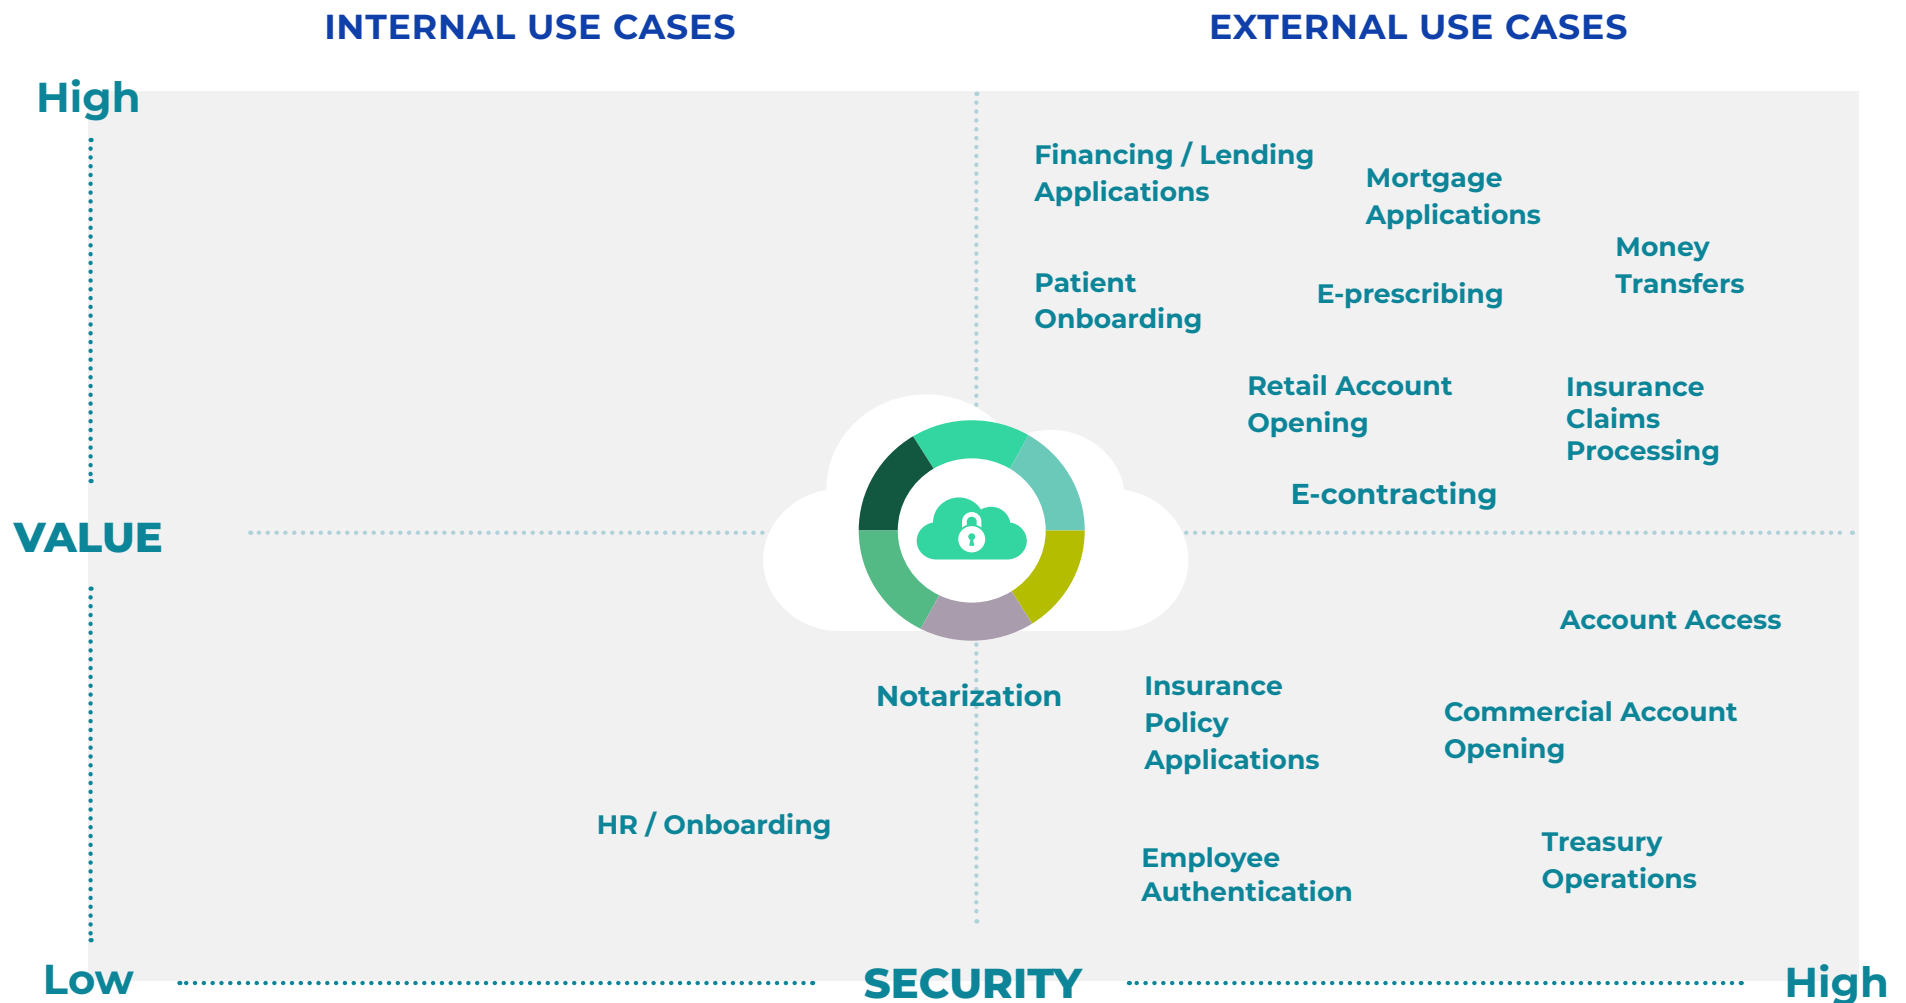 INTERNAL USE CASES
EXTERNAL USE CASES
High
Financing / Lending
Applications
Mortgage
Applications
Money
Transfers
Patient
Onboarding
E-prescribing
Retail Account
Opening
Insurance
Claims
Processing
E-contracting
VALUE
Account Access
Notarization
Insurance
Policy
Applications
Commercial Account
Opening
HR / Onboarding
Employee
Authentication
Treasury
Operations
Low
SECURITY
High